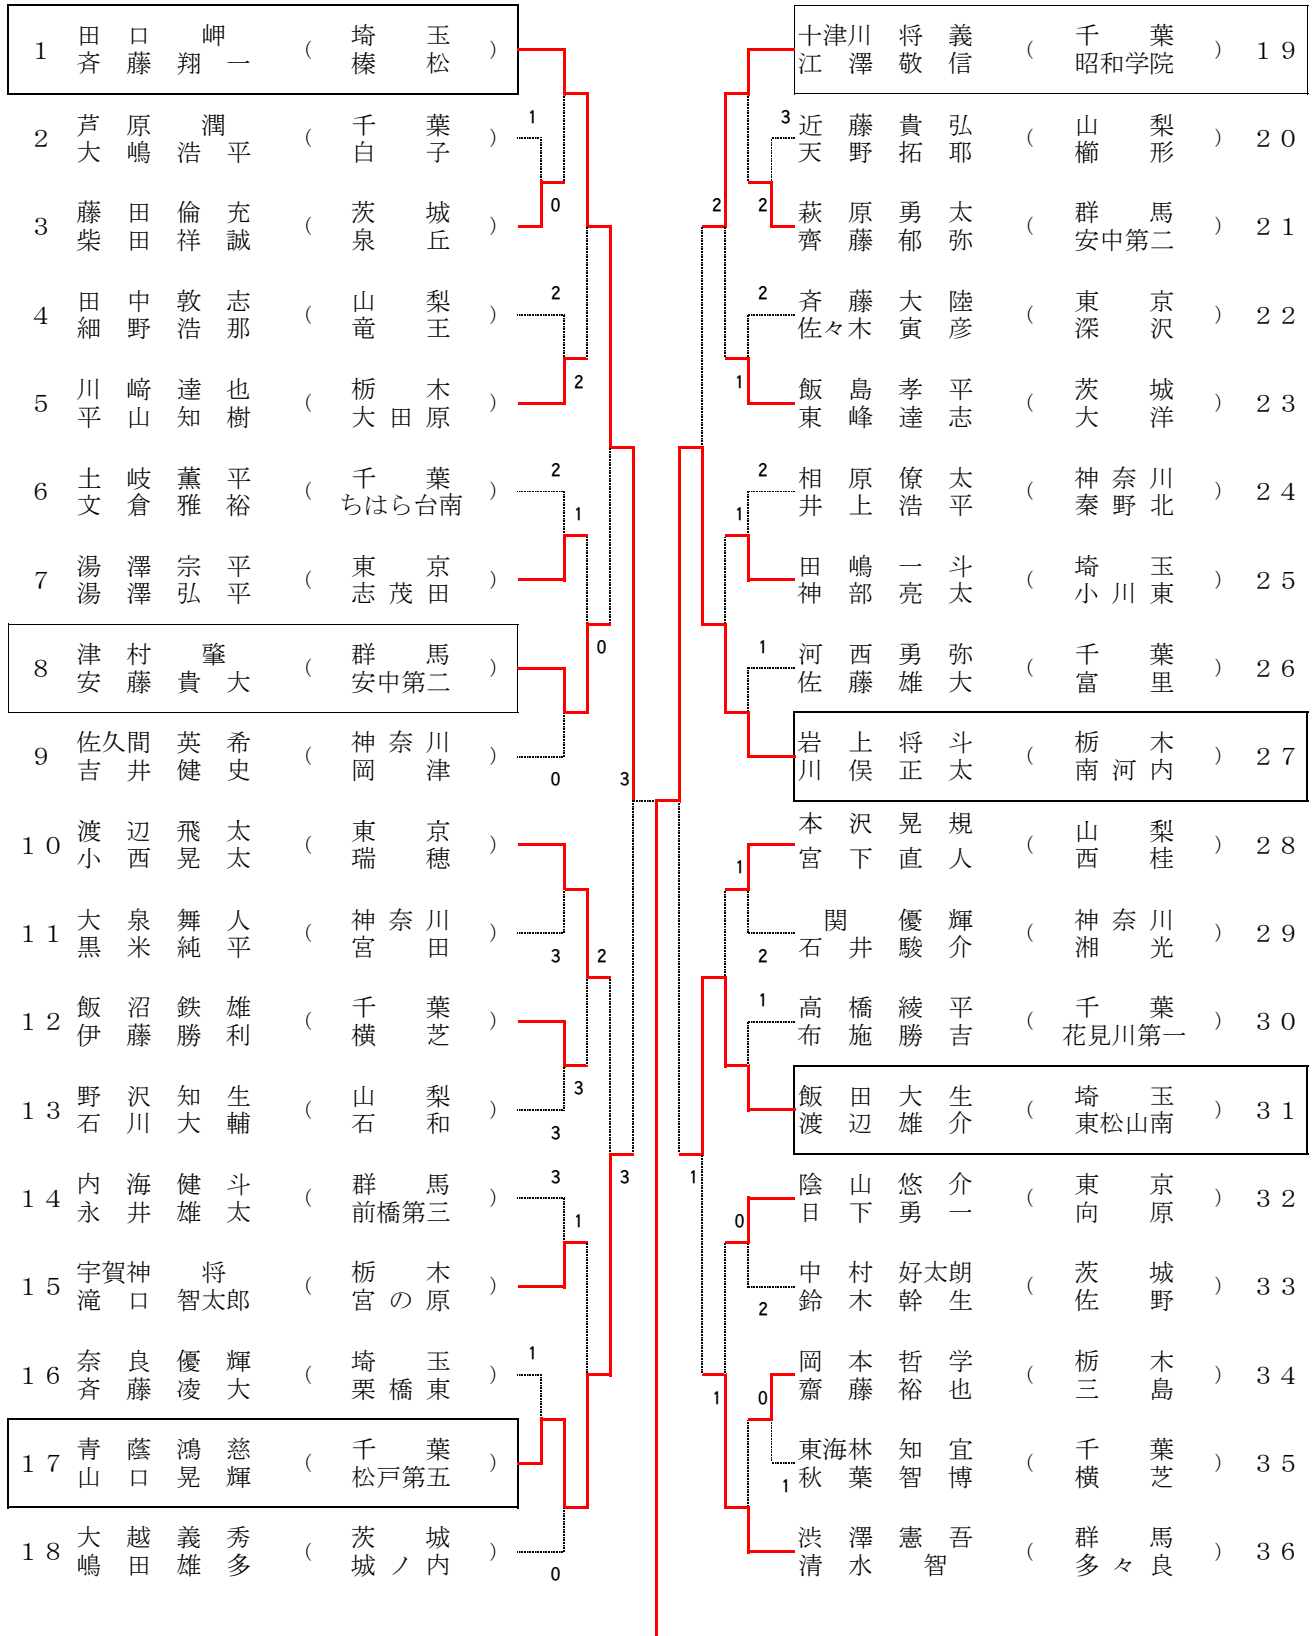 1 田口 岬 ( 埼玉 )
斉藤翔一 榛松
2 芦原 潤 ( 千葉 ) 1
大嶋浩平 白子
3 藤田倫充 ( 茨城 ) 0
柴田祥誠 泉丘
4 田中敦志 ( 山梨 ) 2
細野浩那 竜王
5 川﨑達也 ( 栃木 ) 2
平山知樹 大田原
6 土岐薫平 ( 千葉 ) 2
文倉雅裕 ちはら台南
1
7 湯澤宗平 ( 東京 )
湯澤弘平 志茂田
8 津村 肇 ( 群馬 ) 0
安藤貴大 安中第二
9 佐久間英希 ( 神奈川 ) 0
吉井健史 岡津
3
10 渡辺飛太 ( 東京 )
小西晃太 瑞穂
11 大泉舞人 ( 神奈川 ) 3 2
黒米純平 宮田
12 飯沼鉄雄 ( 千葉 )
伊藤勝利 横芝
3
13 野沢知生 ( 山梨 ) 3
石川大輔 石和
14 内海健斗 ( 群馬 ) 3 3
永井雄太 前橋第三
1
15 宇賀神 将 ( 栃木 )
滝口智太郎 宮の原
16 奈良優輝 ( 埼玉 ) 1
斉藤凌大 栗橋東
17 青蔭鴻慈 ( 千葉 )
山口晃輝 松戸第五
18 大越義秀 ( 茨城 ) 0
嶋田雄多 城ノ内
十津川将義 ( 千葉 ) 19
江澤敬信 昭和学院
3 近藤貴弘 ( 山梨 ) 20
天野拓耶 櫛形
2 2 萩原勇太 ( 群馬 ) 21
齊藤郁弥 安中第二
2 斉藤大陸 ( 東京 ) 22
佐々木寅彦 深沢
1 飯島孝平 ( 茨城 ) 23
東峰達志 大洋
2 相原僚太 ( 神奈川 ) 24
井上浩平 秦野北
1
田嶋一斗 ( 埼玉 ) 25
神部亮太 小川東
1 河西勇弥 ( 千葉 ) 26
佐藤雄大 富里
岩上将斗 ( 栃木 ) 27
川俣正太 南河内
本沢晃規 ( 山梨 ) 28
宮下直人 西桂
1
関 優輝 ( 神奈川 ) 29
石井駿介 湘光
2
1 高橋綾平 ( 千葉 ) 30
布施勝吉 花見川第一
飯田大生 ( 埼玉 ) 31
渡辺雄介 東松山南
1 陰山悠介 ( 東京 ) 32
日下勇一 向原
0
中村好太朗 ( 茨城 ) 33
鈴木幹生 佐野
2
岡本哲学 ( 栃木 ) 34
齋藤裕也 三島
1 0
東海林知宜 ( 千葉 ) 35
1 秋葉智博 横芝
渋澤憲吾 ( 群馬 ) 36
清水 智 多々良